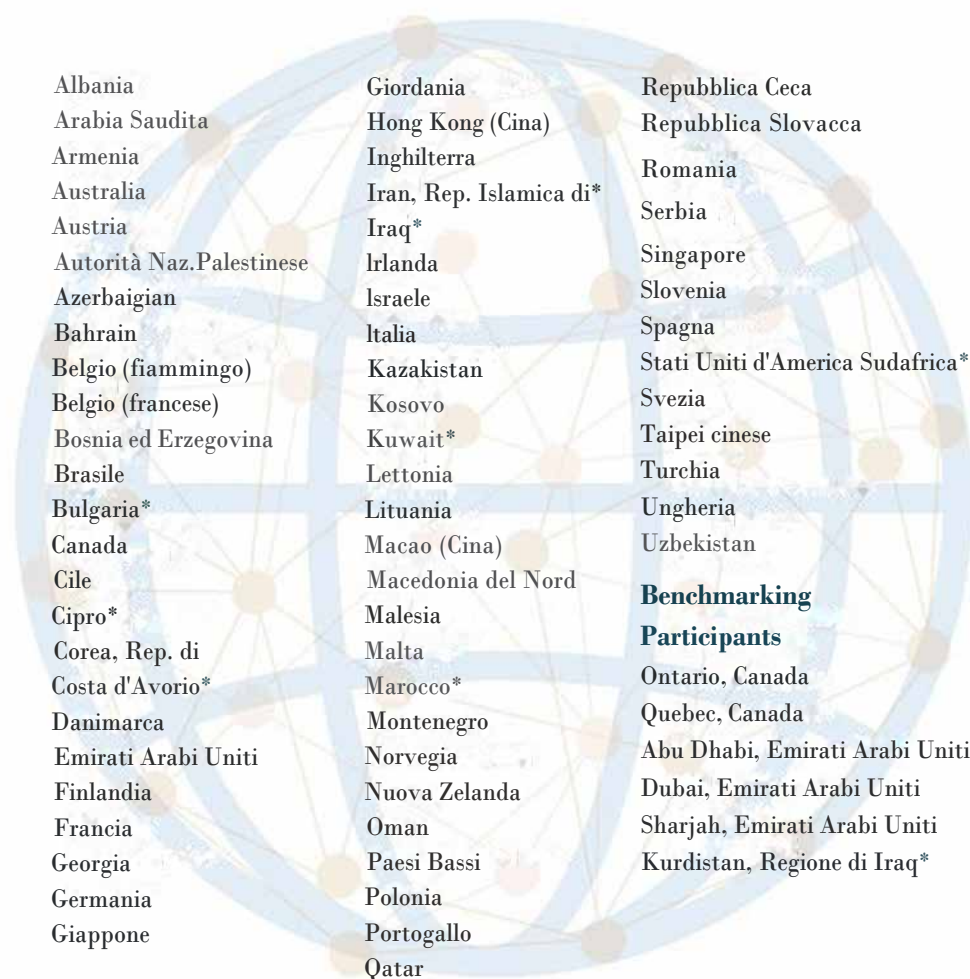 Albania
Arabia Saudita
Armenia
Australia
Austria
Autorità Naz.Palestinese
Azerbaigian
Bahrain
Belgio (fiammingo)
Belgio (francese)
Bosnia ed Erzegovina
Brasile
Bulgaria*
Canada
Cile
Cipro*
Corea, Rep. di
Costa d'Avorio*
Danimarca
Emirati Arabi Uniti
Finlandia
Francia
Georgia
Germania
Giappone
Giordania
Hong Kong (Cina)
Inghilterra
Iran, Rep. Islamica di*
Iraq*
lrlanda
lsraele
ltalia
Kazakistan
Kosovo
Kuwait*
Lettonia
Lituania
Macao (Cina)
Macedonia del Nord
Malesia
Malta
Marocco*
Montenegro
Norvegia
Nuova Zelanda
Oman
Paesi Bassi
Polonia
Portogallo
Qatar
Repubblica Ceca
Repubblica Slovacca
Romania
Serbia
Singapore
Slovenia
Spagna
Stati Uniti d'America Sudafrica*
Svezia
Taipei cinese
Turchia
Ungheria
Uzbekistan
Benchmarking
Participants
Ontario, Canada
Quebec, Canada
Abu Dhabi, Emirati Arabi Uniti
Dubai, Emirati Arabi Uniti
Sharjah, Emirati Arabi Uniti
Kurdistan, Regione di Iraq*